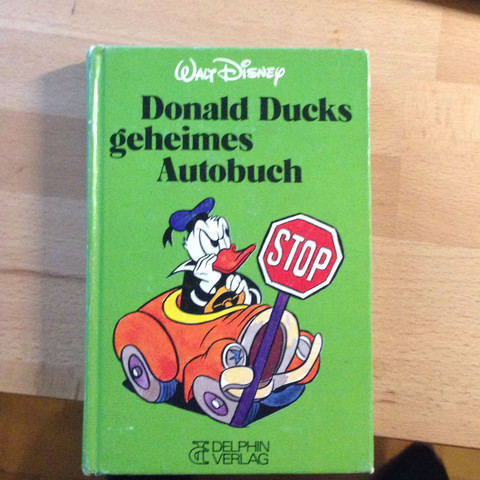 WALT DISNEY
Donald Ducks
geheimes
Autobuch
STOP
DELPHIN
VERLAG